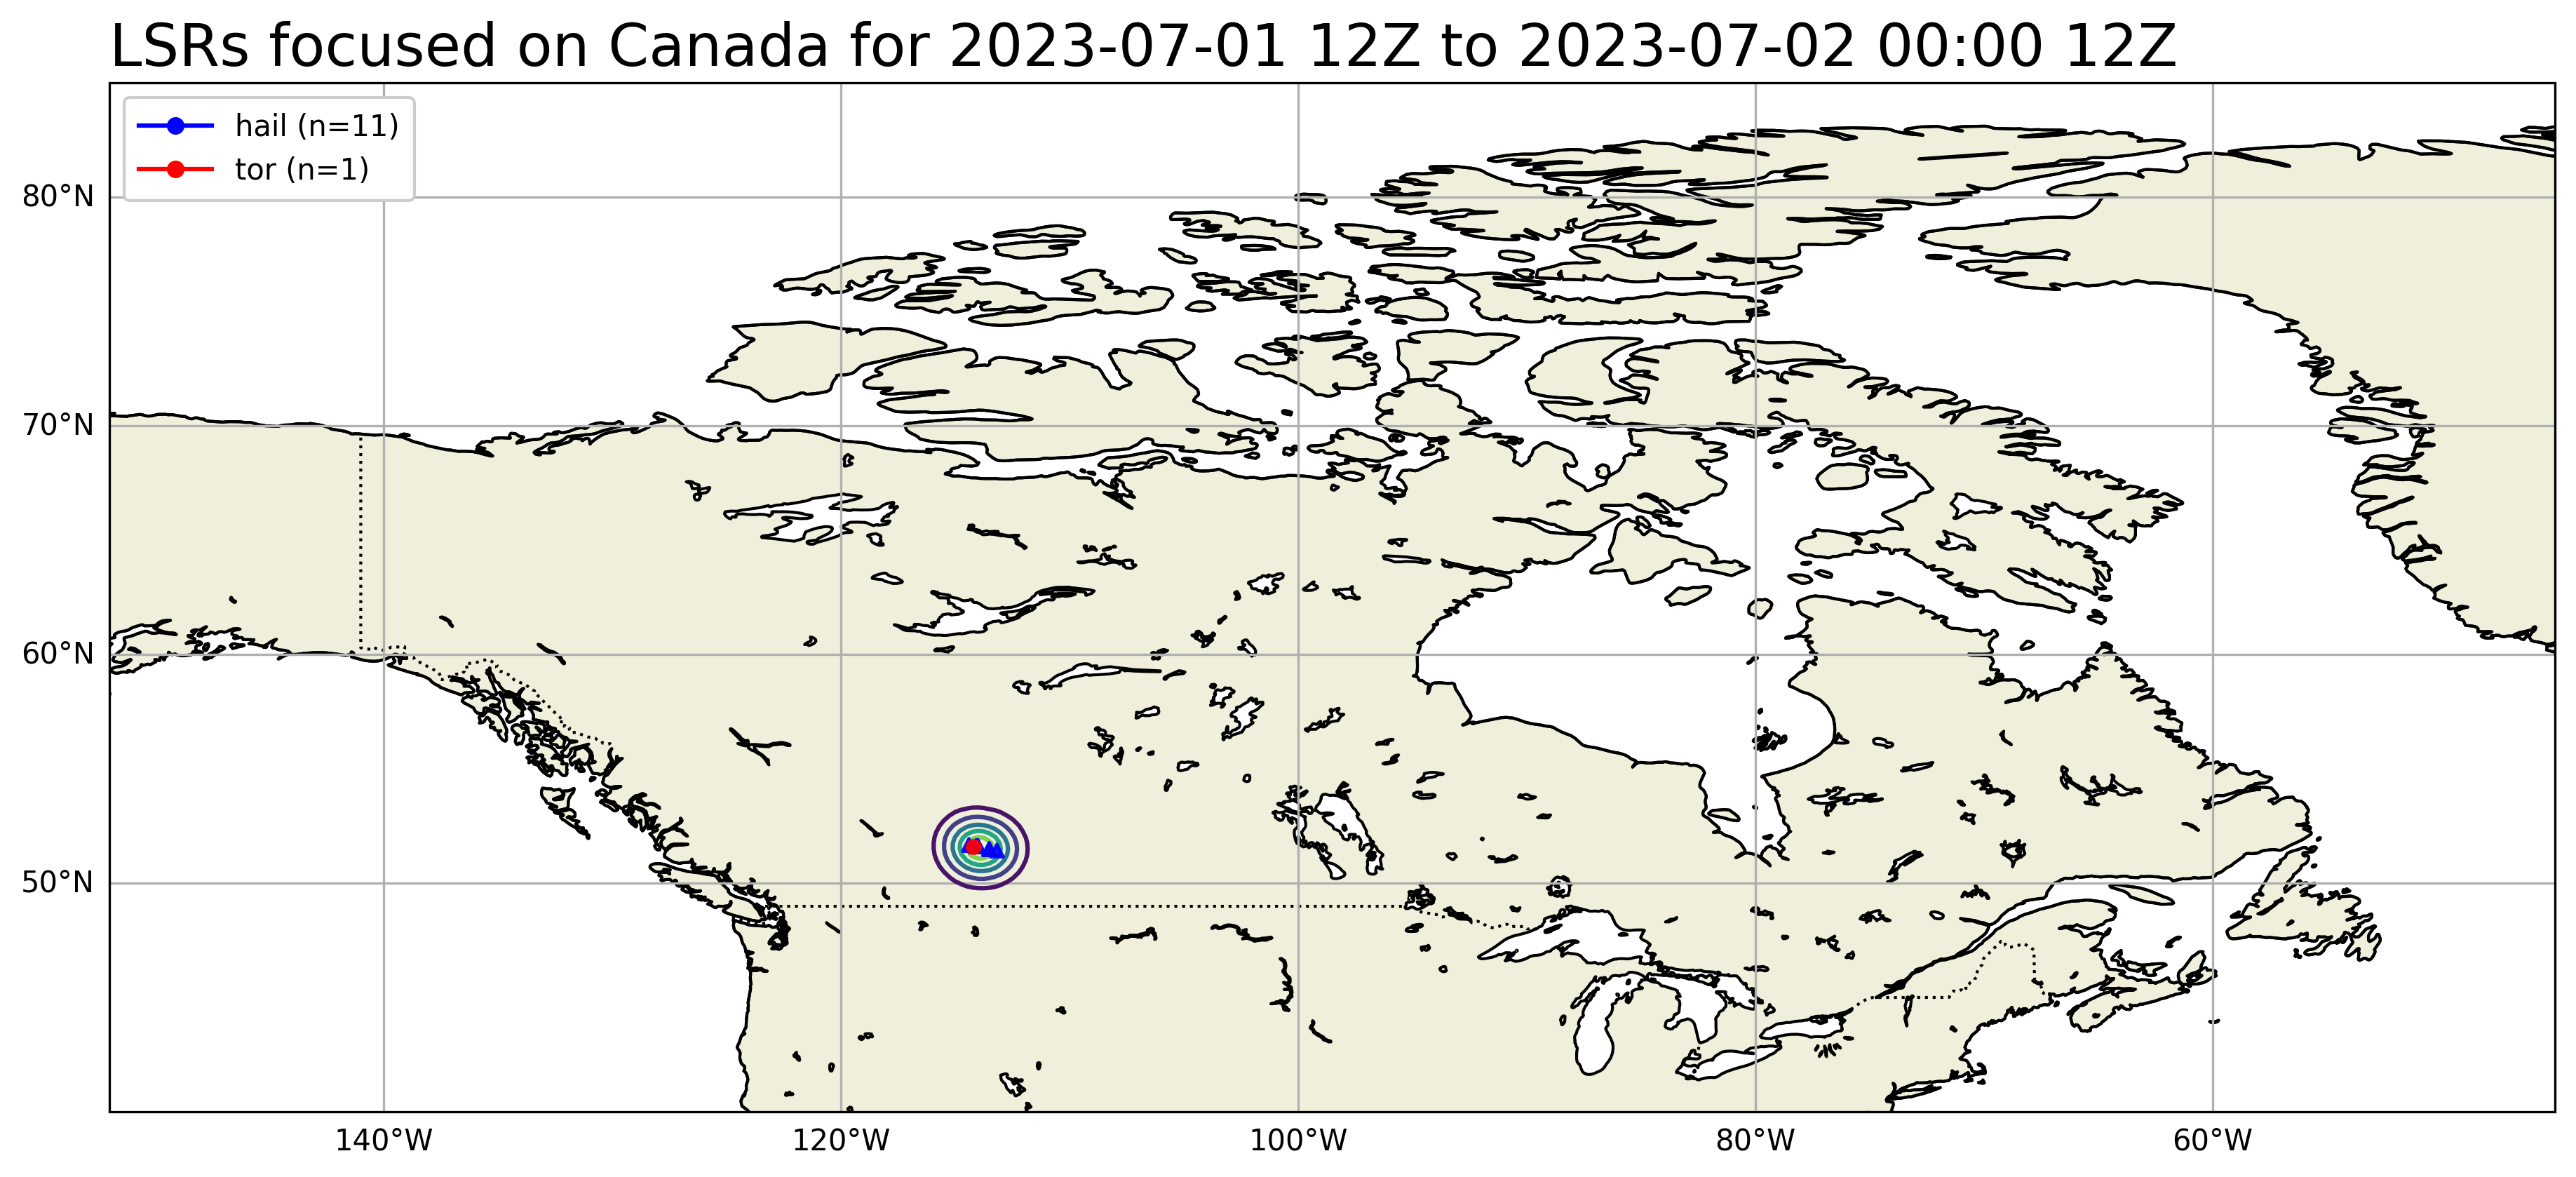 LSRs focused on Canada for 2023-07-01 12Z to 2023-07-02 00:00 12Z
hail (n=11)
tor (n=1)
80°N
70°N
60°N
50°N
140°W
120°W
100°W
80°W
60°W